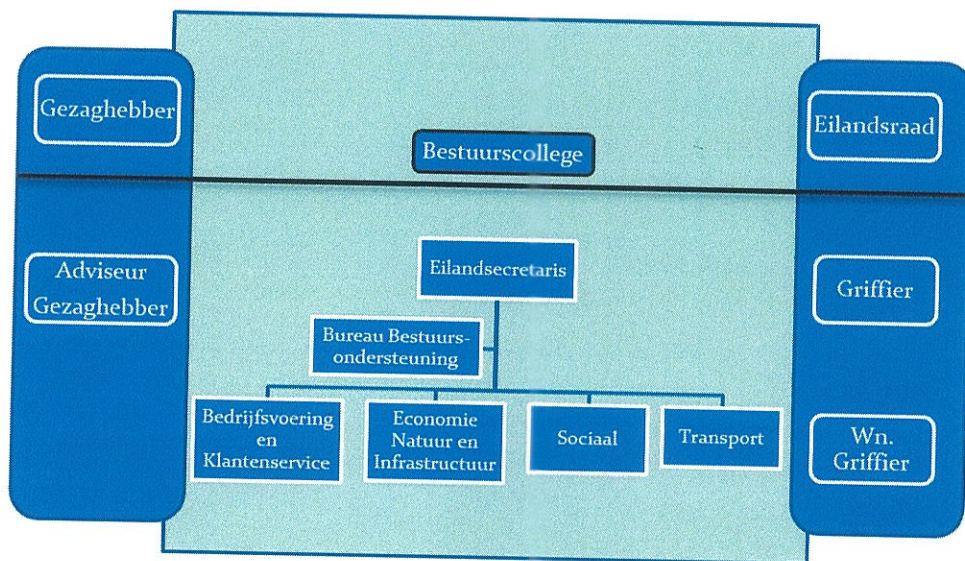 Gezaghebber
Eilandsraad
Bestuurscollege
Eilandsecretaris
Adviseur
Gezaghebber
Griffier
Bureau Bestuurs-
ondersteuning
Bedrijfsvoering
en
Klantenservice
Economie
Natuur en
Infrastructuur
Sociaal
Transport
Wn.
Griffier